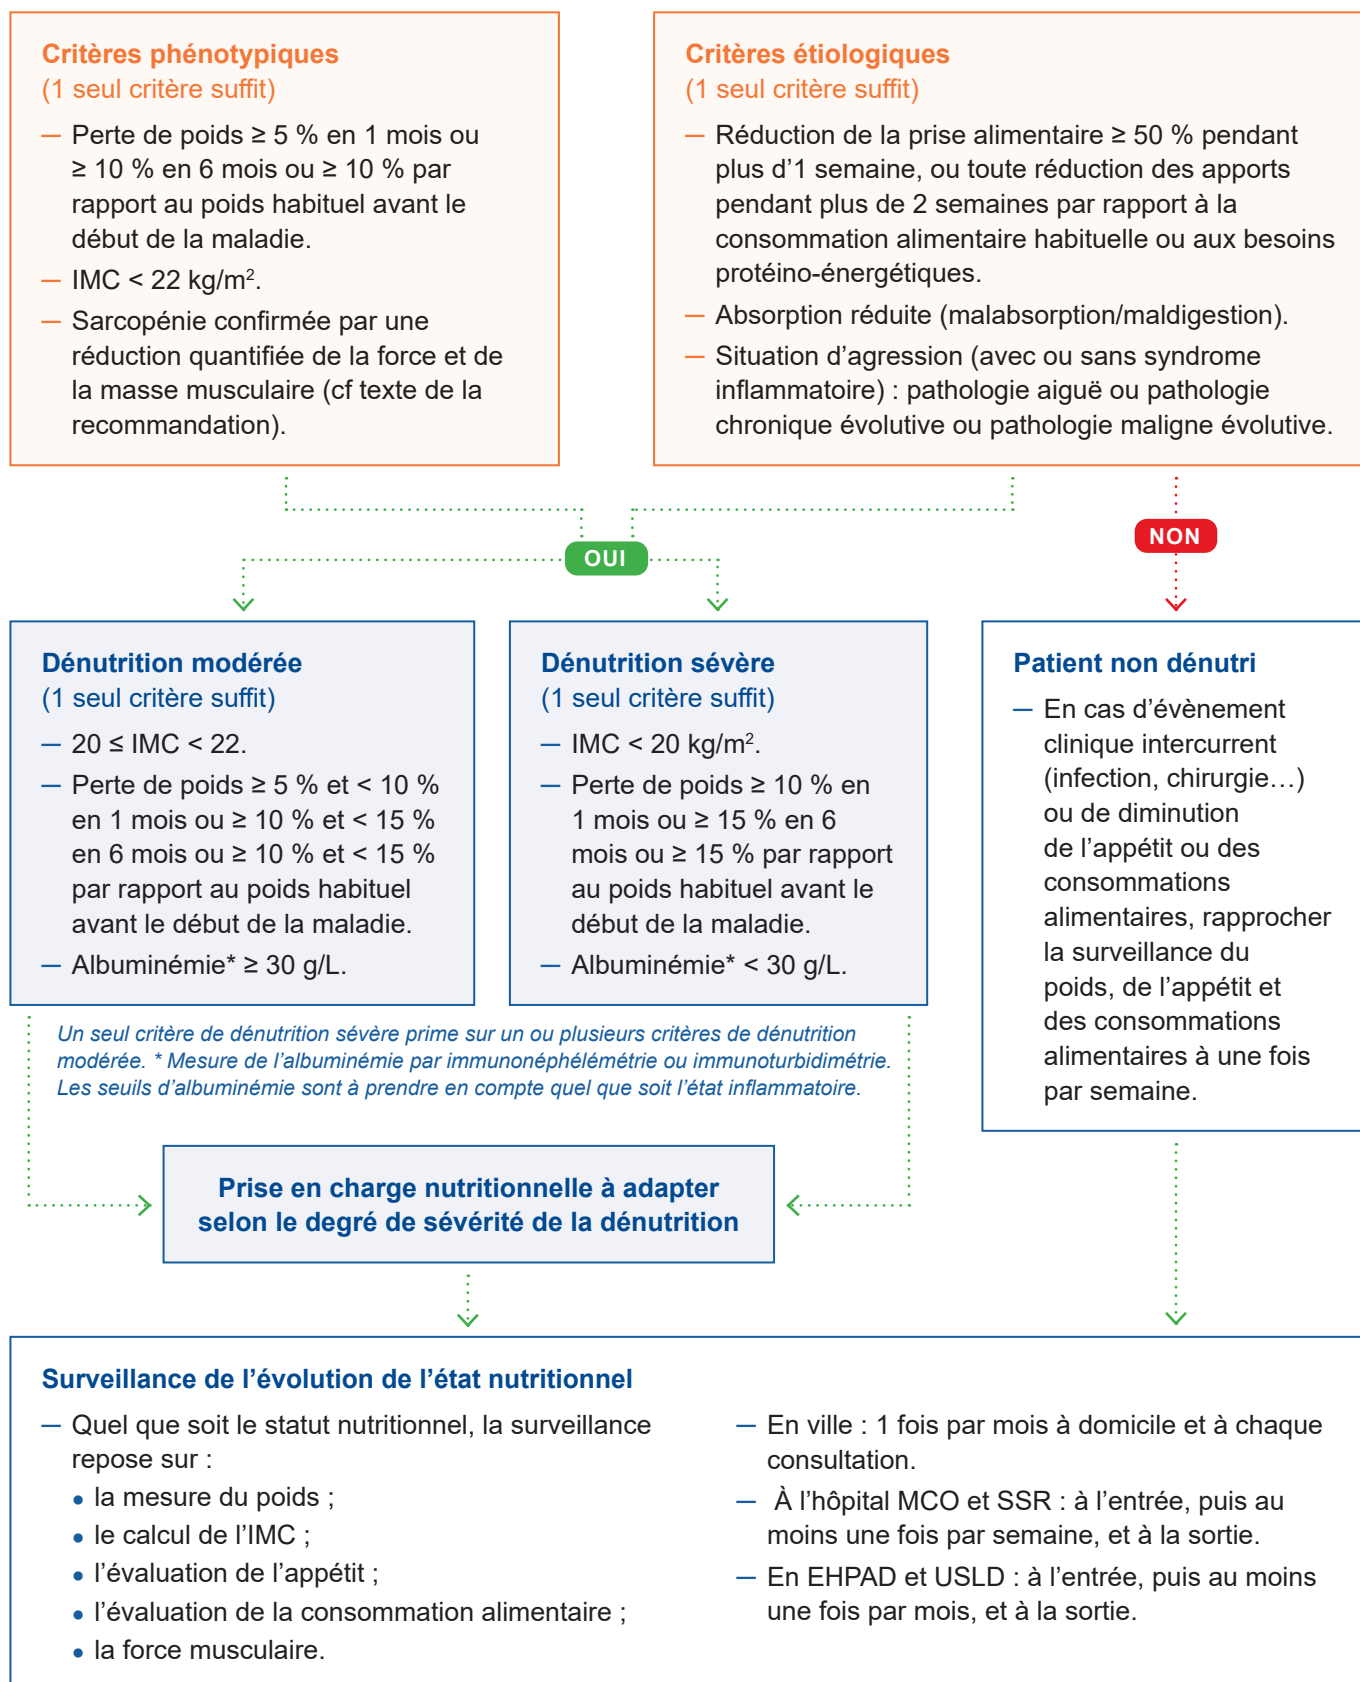 Critères phénotypiques
(1 seul critère suffit)
— Perte de poids ≥ 5 % en 1 mois ou
≥ 10 % en 6 mois ou ≥ 10 % par
rapport au poids habituel avant le
début de la maladie.
— IMC < 22 kg/m².
— Sarcopénie confirmée par une
réduction quantifiée de la force et de
la masse musculaire (cf texte de la
recommandation).
Critères étiologiques
(1 seul critère suffit)
— Réduction de la prise alimentaire ≥ 50 % pendant
plus d’1 semaine, ou toute réduction des apports
pendant plus de 2 semaines par rapport à la
consommation alimentaire habituelle ou aux besoins
protéino-énergétiques.
— Absorption réduite (malabsorption/maldigestion).
— Situation d’agression (avec ou sans syndrome
inflammatoire) : pathologie aiguë ou pathologie
chronique évolutive ou pathologie maligne évolutive.
OUI
NON
Dénutrition modérée
(1 seul critère suffit)
— 20 ≤ IMC < 22.
— Perte de poids ≥ 5 % et < 10 %
en 1 mois ou ≥ 10 % et < 15 %
en 6 mois ou ≥ 10 % et < 15 %
par rapport au poids habituel
avant le début de la maladie.
— Albuminémie* ≥ 30 g/L.
Dénutrition sévère
(1 seul critère suffit)
— IMC < 20 kg/m².
— Perte de poids ≥ 10 % en
1 mois ou ≥ 15 % en 6
mois ou ≥ 15 % par rapport
au poids habituel avant le
début de la maladie.
— Albuminémie* < 30 g/L.
Patient non dénutri
— En cas d’évènement
clinique intercurrent
(infection, chirurgie…)
ou de diminution
de l’appétit ou des
consommations
alimentaires, rapprocher
la surveillance du
poids, de l’appétit et
des consommations
alimentaires à une fois
par semaine.
Un seul critère de dénutrition sévère prime sur un ou plusieurs critères de dénutrition
modérée. * Mesure de l’albuminémie par immunonéphélémétrie ou immunoturbidimétrie.
Les seuils d’albuminémie sont à prendre en compte quel que soit l’état inflammatoire.
Prise en charge nutritionnelle à adapter
selon le degré de sévérité de la dénutrition
Surveillance de l’évolution de l’état nutritionnel
— Quel que soit le statut nutritionnel, la surveillance
repose sur :
• la mesure du poids ;
• le calcul de l’IMC ;
• l’évaluation de l’appétit ;
• l’évaluation de la consommation alimentaire ;
• la force musculaire.
— En ville : 1 fois par mois à domicile et à chaque
consultation.
— À l’hôpital MCO et SSR : à l’entrée, puis au
moins une fois par semaine, et à la sortie.
— En EHPAD et USLD : à l’entrée, puis au moins
une fois par mois, et à la sortie.